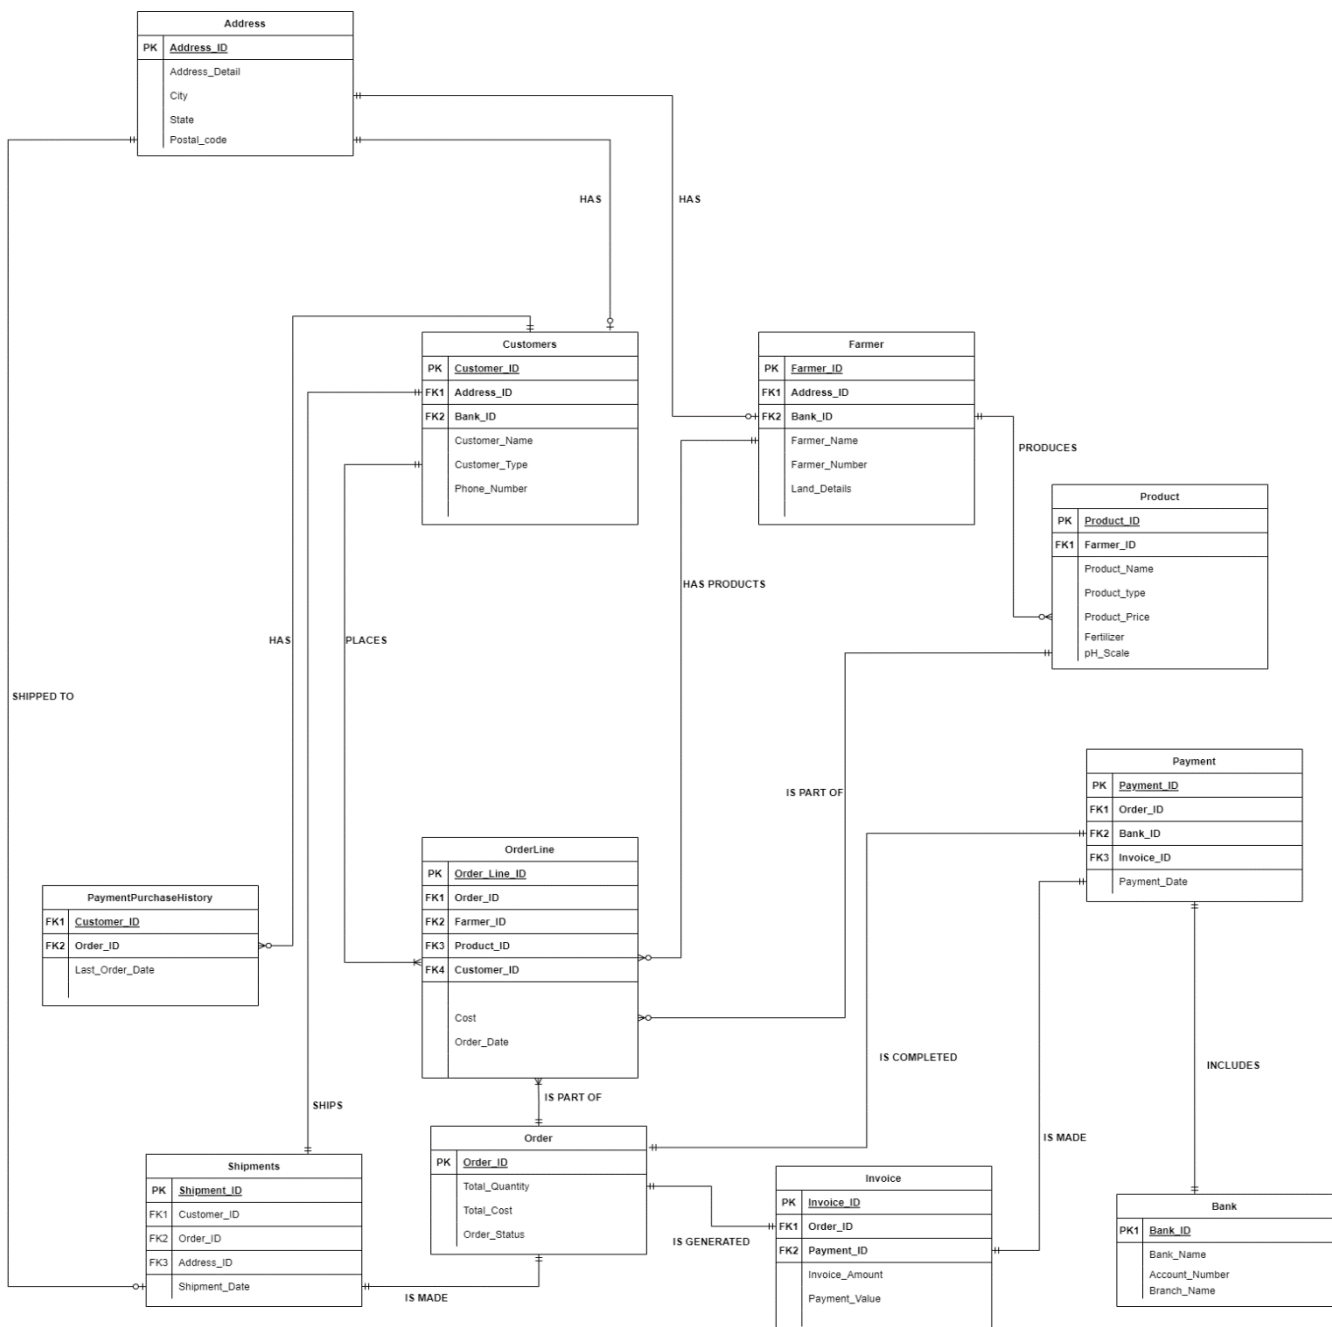 Address
PK Address_ID
Address_Detail
City
State
Postal_code
HAS
HAS
Customers
PK Customer_ID
FK1 Address_ID
FK2 Bank_ID
Customer_Name
Customer_Type
Phone_Number
Farmer
PK Farmer_ID
FK1 Address_ID
FK2 Bank_ID
Farmer_Name
Farmer_Number
Land_Details
PRODUCES
Product
PK Product_ID
FK1 Farmer_ID
Product_Name
Product_type
Product_Price
Fertilizer
pH_Scale
HAS PRODUCTS
HAS
PLACES
SHIPPED TO
IS PART OF
Payment
PK Payment_ID
FK1 Order_ID
FK2 Bank_ID
FK3 Invoice_ID
Payment_Date
OrderLine
PK Order_Line_ID
FK1 Order_ID
FK2 Farmer_ID
FK3 Product_ID
FK4 Customer_ID
Cost
Order_Date
PaymentPurchaseHistory
FK1 Customer_ID
FK2 Order_ID
Last_Order_Date
IS COMPLETED
INCLUDES
IS PART OF
SHIPS
IS MADE
Order
PK Order_ID
Total_Quantity
Total_Cost
Order_Status
Shipments
PK Shipment_ID
FK1 Customer_ID
FK2 Order_ID
FK3 Address_ID
Shipment_Date
IS MADE
IS GENERATED
Invoice
PK Invoice_ID
FK1 Order_ID
FK2 Payment_ID
Invoice_Amount
Payment_Value
Bank
PK1 Bank_ID
Bank_Name
Account_Number
Branch_Name